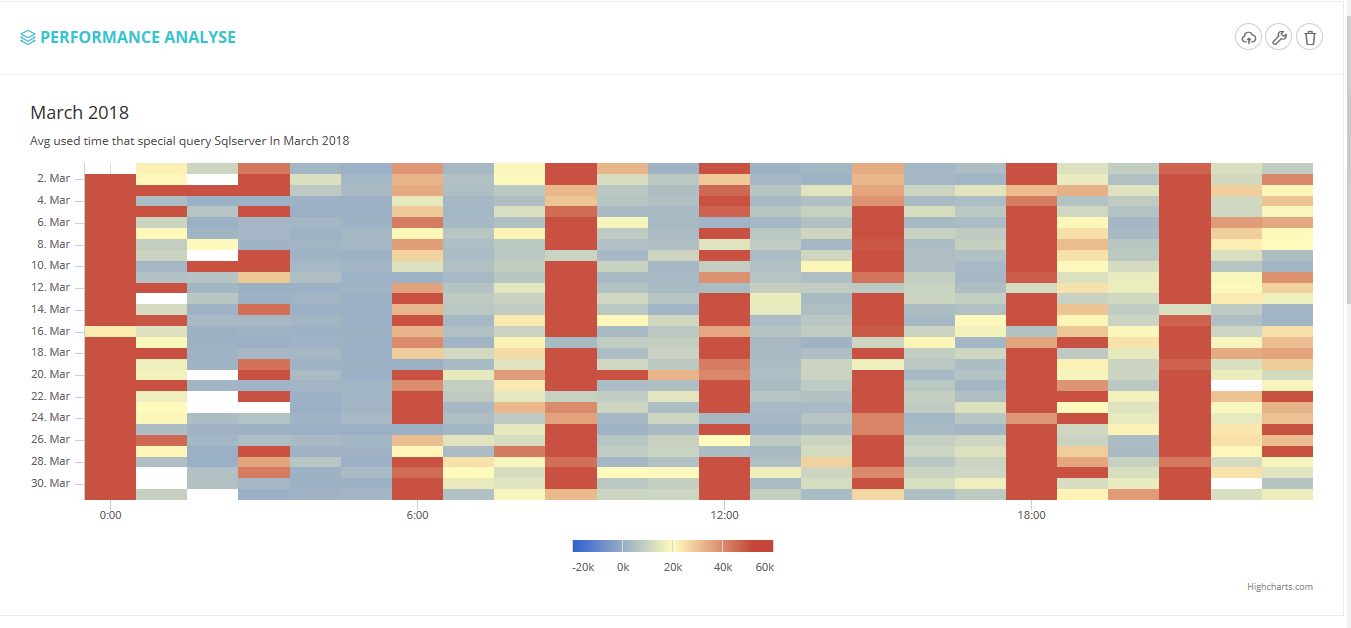 PERFORMANCE ANALYSE
March 2018
Avg used time that special query Sqlserver In March 2018
2. Mar
4. Mar
6. Mar
8. Mar
10. Mar
12. Mar
14. Mar
16. Mar
18. Mar
20. Mar
22. Mar
24. Mar
26. Mar
28. Mar
30. Mar
0:00 6:00 12:00 18:00
-20k 0k 20k 40k 60k
Highcharts.com